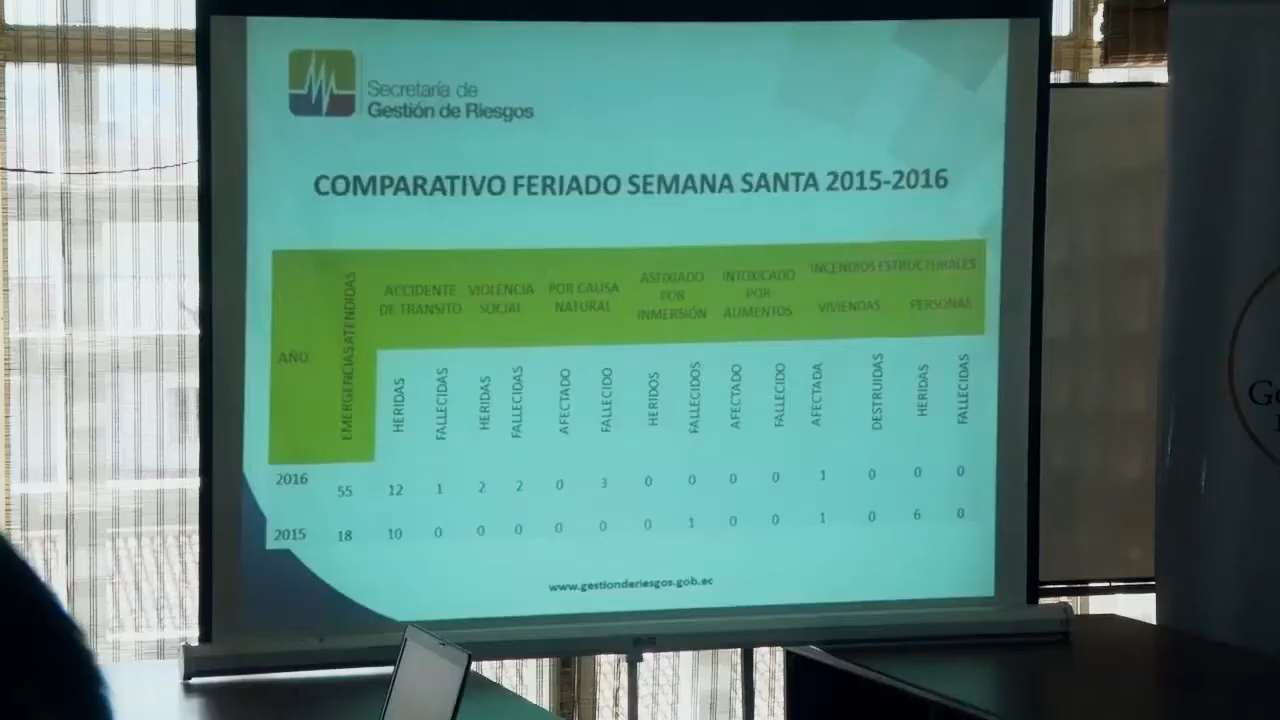 Secretaría de
Gestión de Riesgos
COMPARATIVO FERIADO SEMANA SANTA 2015-2016
AÑO
EMERGENCIAS ATENDIDAS
ACCIDENTE
DE TRANSITO
VIOLENCIA
SOCIAL
POR CAUSA
NATURAL
ASFIXIADO
POR
INMERSIÓN
INTOXICADO
POR
ALIMENTOS
INCENDIOS ESTRUCTURALES
VIVIENDAS
PERSONAS
HERIDAS
FALLECIDAS
HERIDAS
FALLECIDAS
AFECTADO
FALLECIDO
HERIDOS
FALLECIDOS
AFECTADO
FALLECIDO
AFECTADA
DESTRUIDAS
HERIDAS
FALLECIDAS
2016 55 12 1 2 2 0 3 0 0 0 0 1 0 0 0
2015 18 10 0 0 0 0 0 0 1 0 0 1 0 6 0
www.gestionderiesgos.gob.ec